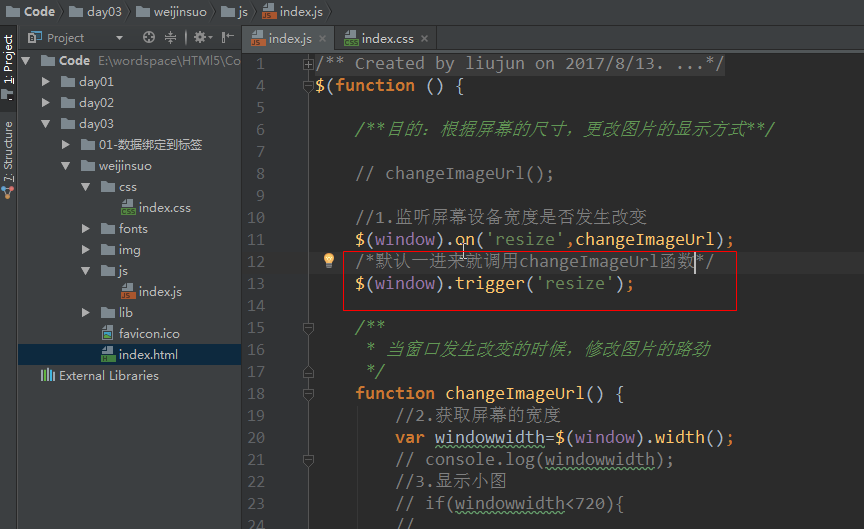 Code day03 weijinsuo js index.js
Project
index.js index.css
1: Project
7: Structure
Code E:\wordspace\HTMl5\Co
day01
day02
day03
01-数据绑定到标签
weijinsuo
css
index.css
fonts
img
js
index.js
lib
favicon.ico
index.html
External Libraries
1 /** Created by liujun on 2017/8/13. ...*/
4 $(function () {
5
6 /**目的: 根据屏幕的尺寸，更改图片的显示方式**/
7
8 // changeImageUrl();
9
10 //1.监听屏幕设备宽度是否发生改变
11 $(window).on('resize',changeImageUrl);
12 /*默认一进来就调用changeImageUrl函数*/
13 $(window).trigger('resize');
14
15 /**
16 * 当窗口发生改变的时候，修改图片的路劲
17 */
18 function changeImageUrl() {
19 //2.获取屏幕的宽度
20 var windowwidth=$(window).width();
21 // console.log(windowwidth);
22 //3.显示小图
23 // if(windowwidth<720){
24 //